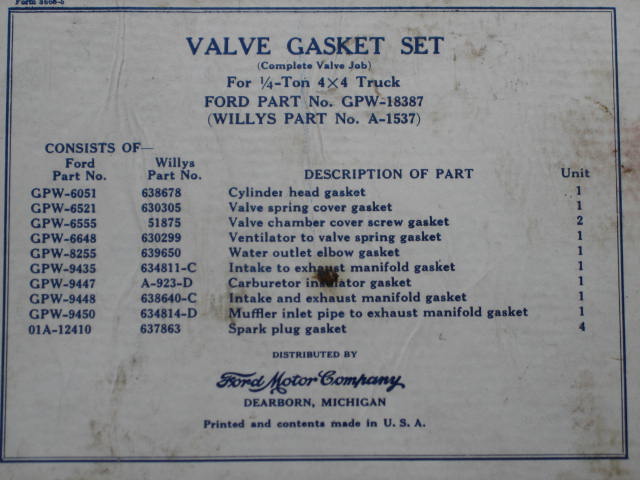 Form 3608-5
VALVE GASKET SET
(Complete Valve Job)
For ¼-Ton 4×4 Truck
FORD PART No. GPW-18387
(WILLYS PART No. A-1537)
CONSISTS OF—
Ford Part No. Willys Part No. DESCRIPTION OF PART Unit
GPW-6051 638678 Cylinder head gasket 1
GPW-6521 630305 Valve spring cover gasket 1
GPW-6555 51875 Valve chamber cover screw gasket 2
GPW-6648 630299 Ventilator to valve spring gasket 1
GPW-8255 639650 Water outlet elbow gasket 1
GPW-9435 634811-C Intake to exhaust manifold gasket 1
GPW-9447 A-923-D Carburetor insulator gasket 1
GPW-9448 638640-C Intake and exhaust manifold gasket 1
GPW-9450 634814-D Muffler inlet pipe to exhaust manifold gasket 1
01A-12410 637863 Spark plug gasket 4
DISTRIBUTED BY
Ford Motor Company
DEARBORN, MICHIGAN
Printed and contents made in U. S. A.